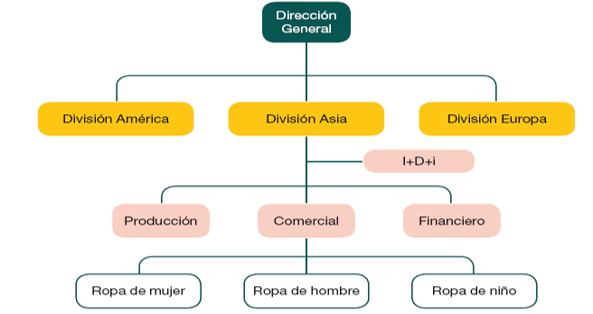 Dirección
General
División América
División Asia
División Europa
I+D+i
Producción
Comercial
Financiero
Ropa de mujer
Ropa de hombre
Ropa de niño